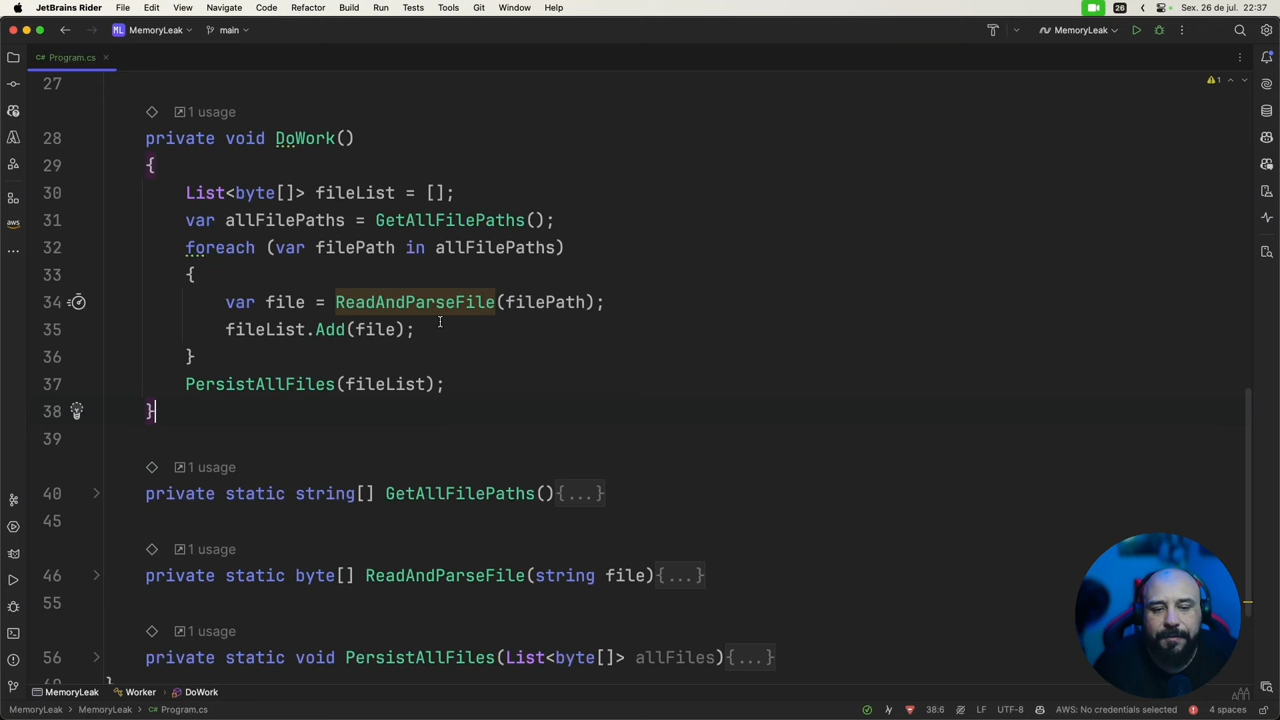 JetBrains Rider File Edit View Navigate Code Refactor Build Run Tests Tools Git Window Help 26 Sex. 26 de jul. 22:37
ML MemoryLeak main MemoryLeak
C# Program.cs
27
1
1 usage
28 private void DoWork()
29 {
30 List<byte[]> fileList = [];
31 var allFilePaths = GetAllFilePaths();
32 foreach (var filePath in allFilePaths)
33 {
34 var file = ReadAndParseFile(filePath);
35 fileList.Add(file);
36 }
37 PersistAllFiles(fileList);
38 }
39
1 usage
40 private static string[] GetAllFilePaths(){...}
45
1 usage
46 private static byte[] ReadAndParseFile(string file){...}
55
1 usage
56 private static void PersistAllFiles(List<byte[]> allFiles){...}
}
aws
MemoryLeak Worker DoWork
MemoryLeak MemoryLeak Program.cs 38:6 LF UTF-8 AWS: No credentials selected 4 spaces